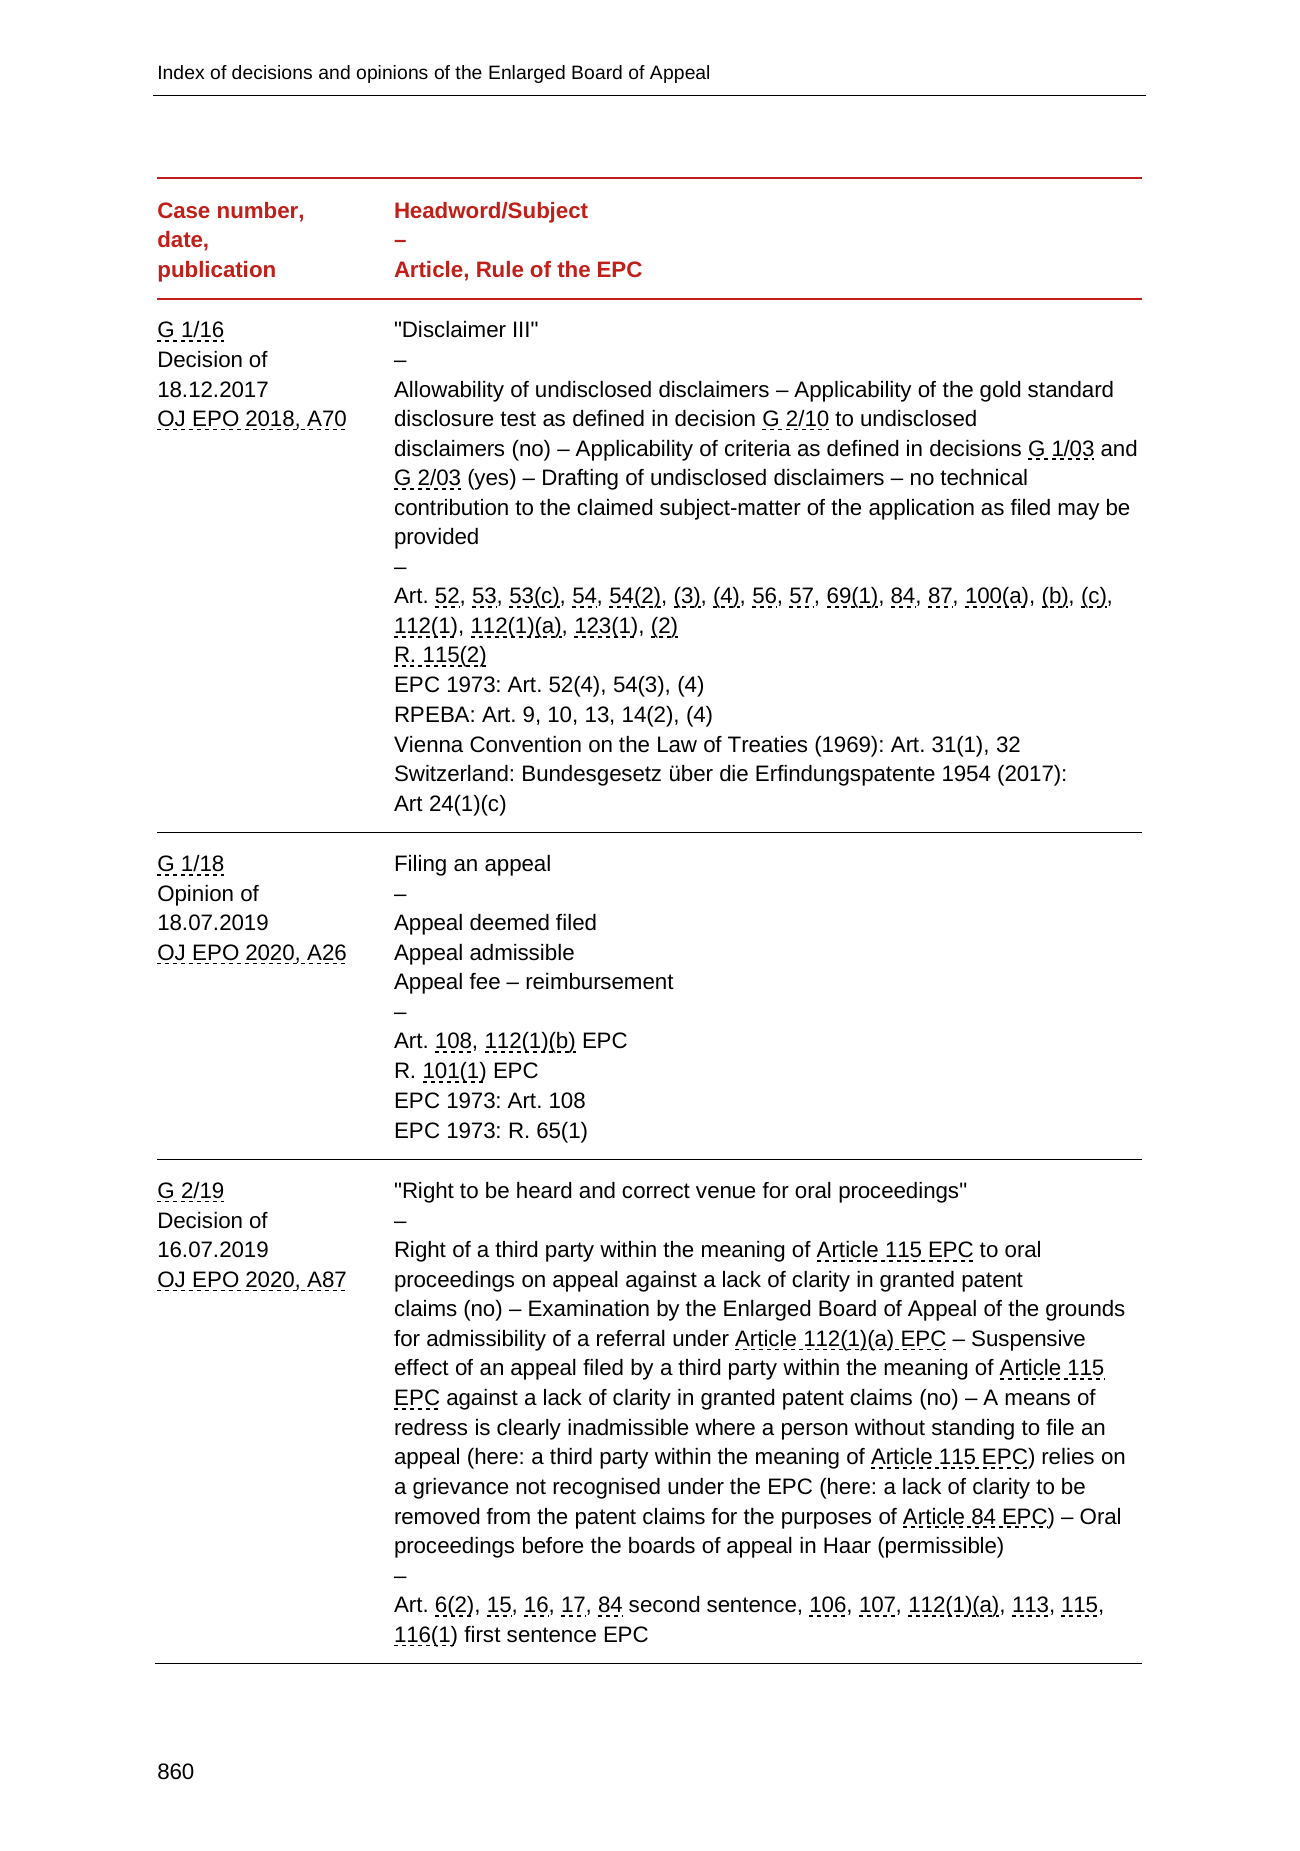 Index of decisions and opinions of the Enlarged Board of Appeal
Case number,
date,
publication
Headword/Subject
–
Article, Rule of the EPC
G 1/16
Decision of
18.12.2017
OJ EPO 2018, A70
"Disclaimer III"
–
Allowability of undisclosed disclaimers – Applicability of the gold standard
disclosure test as defined in decision G 2/10 to undisclosed
disclaimers (no) – Applicability of criteria as defined in decisions G 1/03 and
G 2/03 (yes) – Drafting of undisclosed disclaimers – no technical
contribution to the claimed subject-matter of the application as filed may be
provided
–
Art. 52, 53, 53(c), 54, 54(2), (3), (4), 56, 57, 69(1), 84, 87, 100(a), (b), (c),
112(1), 112(1)(a), 123(1), (2)
R. 115(2)
EPC 1973: Art. 52(4), 54(3), (4)
RPEBA: Art. 9, 10, 13, 14(2), (4)
Vienna Convention on the Law of Treaties (1969): Art. 31(1), 32
Switzerland: Bundesgesetz über die Erfindungspatente 1954 (2017):
Art 24(1)(c)
G 1/18
Opinion of
18.07.2019
OJ EPO 2020, A26
Filing an appeal
–
Appeal deemed filed
Appeal admissible
Appeal fee – reimbursement
–
Art. 108, 112(1)(b) EPC
R. 101(1) EPC
EPC 1973: Art. 108
EPC 1973: R. 65(1)
G 2/19
Decision of
16.07.2019
OJ EPO 2020, A87
"Right to be heard and correct venue for oral proceedings"
–
Right of a third party within the meaning of Article 115 EPC to oral
proceedings on appeal against a lack of clarity in granted patent
claims (no) – Examination by the Enlarged Board of Appeal of the grounds
for admissibility of a referral under Article 112(1)(a) EPC – Suspensive
effect of an appeal filed by a third party within the meaning of Article 115
EPC against a lack of clarity in granted patent claims (no) – A means of
redress is clearly inadmissible where a person without standing to file an
appeal (here: a third party within the meaning of Article 115 EPC) relies on
a grievance not recognised under the EPC (here: a lack of clarity to be
removed from the patent claims for the purposes of Article 84 EPC) – Oral
proceedings before the boards of appeal in Haar (permissible)
–
Art. 6(2), 15, 16, 17, 84 second sentence, 106, 107, 112(1)(a), 113, 115,
116(1) first sentence EPC
860